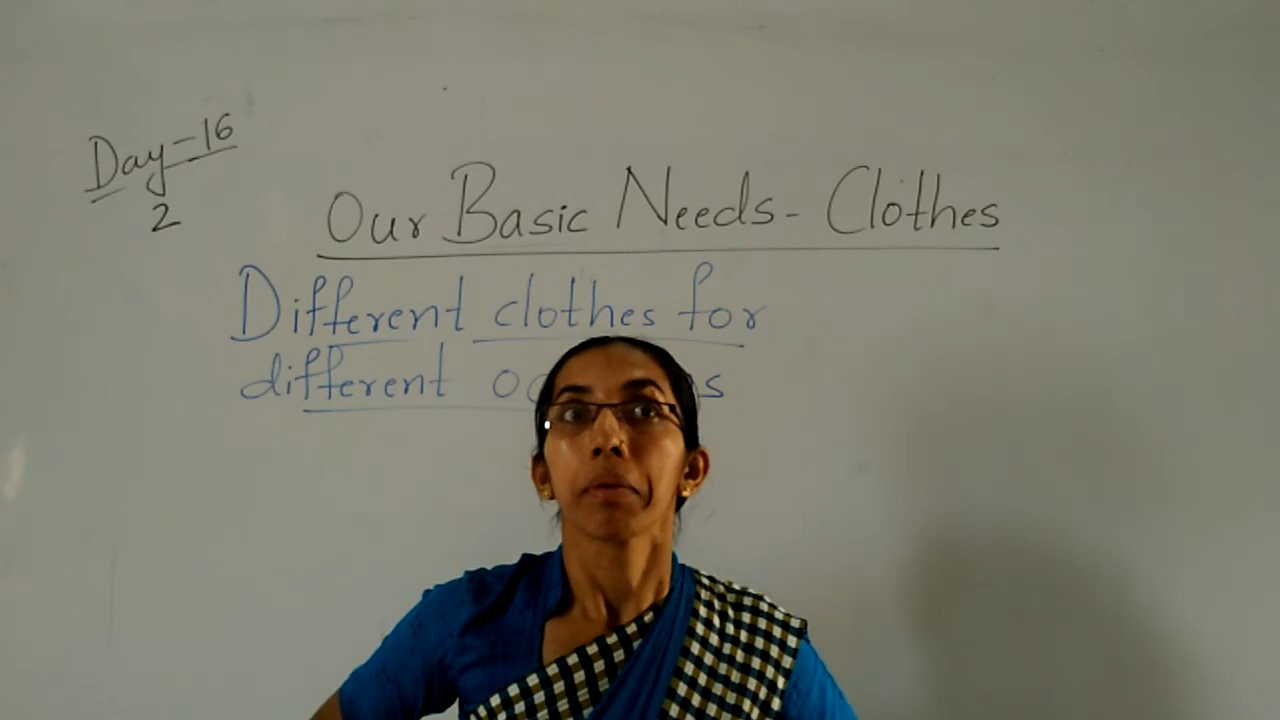 Day-16
2
Our Basic Needs- Clothes
Different clothes for
different